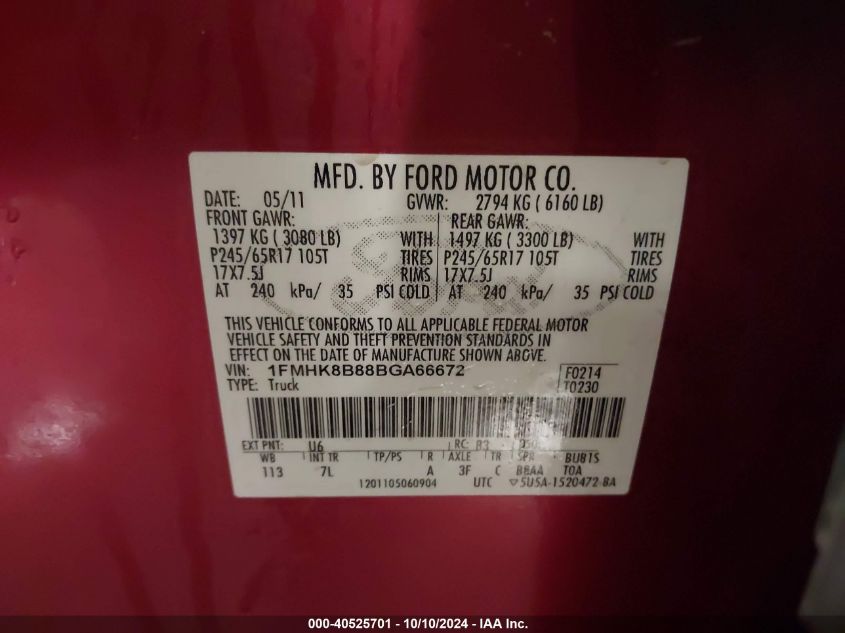 MFD. BY FORD MOTOR CO.
DATE: 05/11 GVWR: 2794 KG ( 6160 LB)
FRONT GAWR: REAR GAWR:
1397 KG ( 3080 LB) WITH 1497 KG ( 3300 LB) WITH
P245/65R17 105T TIRES P245/65R17 105T TIRES
17X7.5J RIMS 17X7.5J RIMS
AT 240 kPa/ 35 PSI COLD AT 240 kPa/ 35 PSI COLD
THIS VEHICLE CONFORMS TO ALL APPLICABLE FEDERAL MOTOR
VEHICLE SAFETY AND THEFT PREVENTION STANDARDS IN
EFFECT ON THE DATE OF MANUFACTURE SHOWN ABOVE.
VIN: 1FMHK8B88BGA66672 F0214
TYPE: Truck T0230
EXT PNT: U6 RC: B3
WB INT TR TP/PS R AXLE TR SPR BUB1S
113 7L A 3F C BBAA TOA
1201105060904 UTC ▽5U5A-1520472-BA
000-40525701 - 10/10/2024 - IAA Inc.